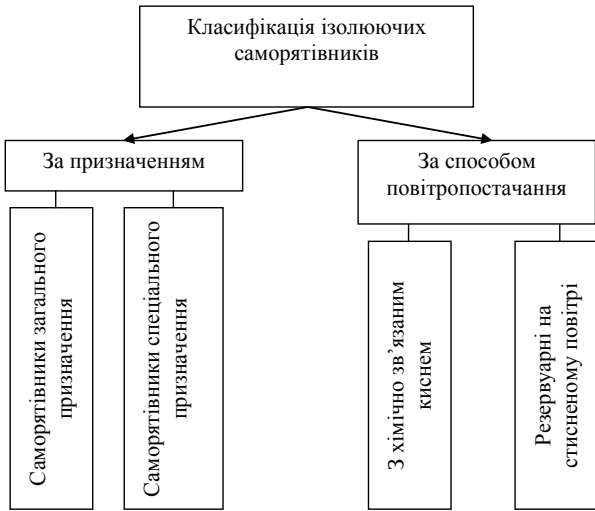 Класифікація ізолюючих
саморятівників
За призначенням
За способом
повітропостачання
Саморятівники загального
призначення
Саморятівники спеціального
призначення
З хімічно зв’язаним
киснем
Резервуарні на
стисненому повітрі